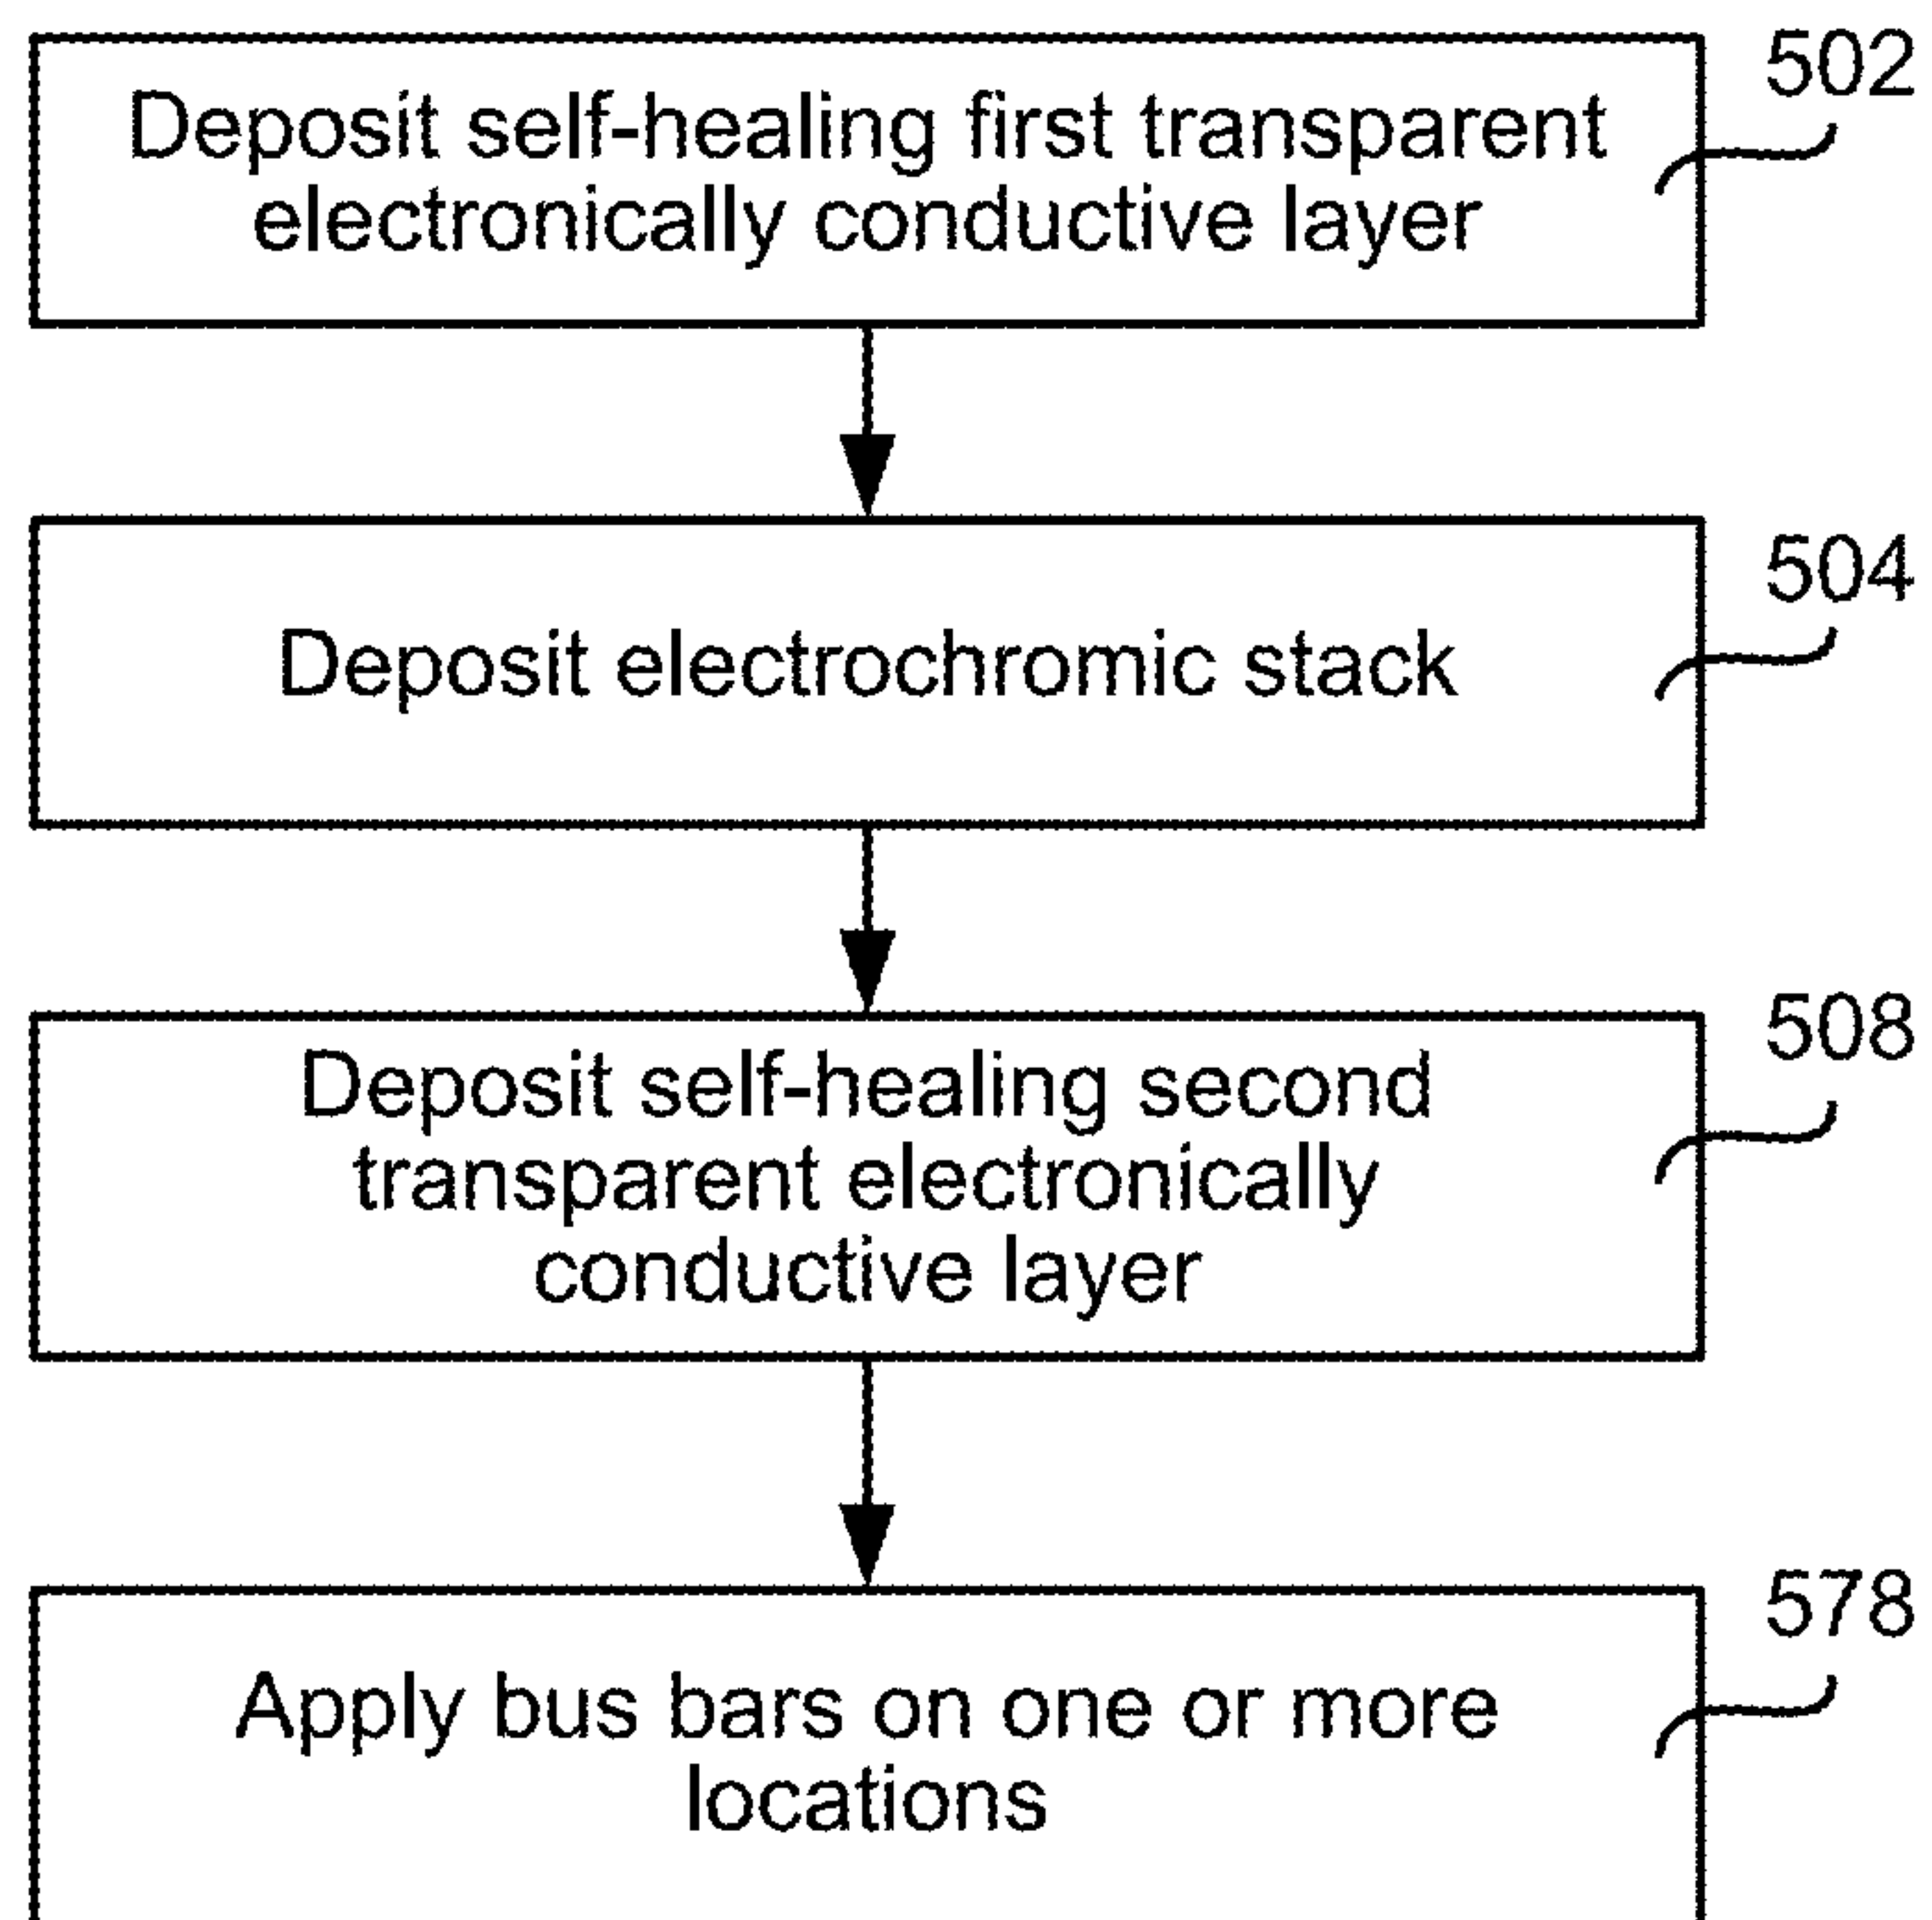 502
Deposit self-healing first transparent
electronically conductive layer
504
Deposit electrochromic stack
508
Deposit self-healing second
transparent electronically
conductive layer
578
Apply bus bars on one or more
locations